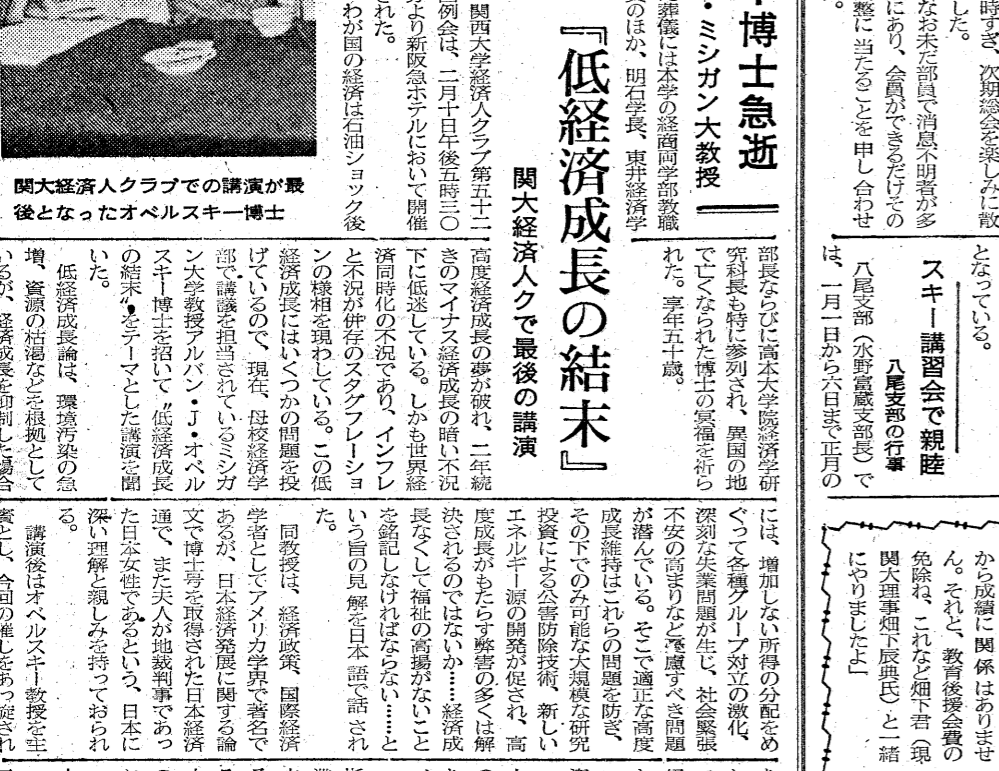 時すぎ、次期総会を楽しみに散
した。
なお未だ部員で消息不明者が多
にあり、会員ができるだけその
整に当たることを申し合わせ
た。
となっている。
スキー講習会で親睦
八尾支部の行事
八尾支部（水野富蔵支部長）で
は、一月一日から六日まで正月の
から成績に関係はありませ
ん。それと、教育後援会費の
免除ね、これなど畑下君（現
関大理事畑下辰典氏）と一緒
にやりましたよ」
博士急逝
・ミシガン大教授
葬儀には本学の経商両学部教職
のほか、明石学長、東井経済学
部長ならびに高木大学院経済学研
究科長も特に参列され、異国の地
で亡くなられた博士の冥福を祈ら
れた。享年五十歳。
『低経済成長の結末』
関大経済人クで最後の講演
関西大学経済人クラブ第五十二
例会は、二月十日午後五時三〇
分より新阪急ホテルにおいて開催
された。
わが国の経済は石油ショック後
関大経済人クラブでの講演が最
後となったオベルスキー博士
高度経済成長の夢が破れ、二年続
きのマイナス経済成長の暗い不況
下に低迷している。しかも世界経
済同時化の不況であり、インフレ
と不況が併存のスタグフレーショ
ンの様相を現わしている。この低
経済成長にはいくつかの問題を投
げているので、現在、母校経済学
部で講議を担当されているミシガ
ン大学教授アルバン・J・オベル
スキー博士を招いて〝低経済成長
の結末〟をテーマとした講演を聞
いた。
低経済成長論は、環境汚染の急
増、資源の枯渇などを根拠として
いるが、経済成長を抑制した場合
には、増加しない所得の分配をめ
ぐって各種グループ対立の激化、
深刻な失業問題が生じ、社会緊張
不安の高まりなど憂慮すべき問題
が潜んでいる。そこで適正な高度
成長維持はこれらの問題を防ぎ、
その下でのみ可能な大規模な研究
投資による公害防除技術、新しい
エネルギー源の開発が促され、高
度成長がもたらす弊害の多くは解
決されるのではないか……経済成
長なくして福祉の高揚がないこと
を銘記しなければならない……と
いう旨の見解を日本語で話され
た。
同教授は、経済政策、国際経済
学者としてアメリカ学界で著名で
あるが、日本経済発展に関する論
文で博士号を取得された日本経済
通で、また夫人が地裁判事であっ
た日本女性であるという、日本に
深い理解と親しみを持っておられ
る。
講演後はオベルスキー教授を主
賓とし、今回の催しをあっ旋され